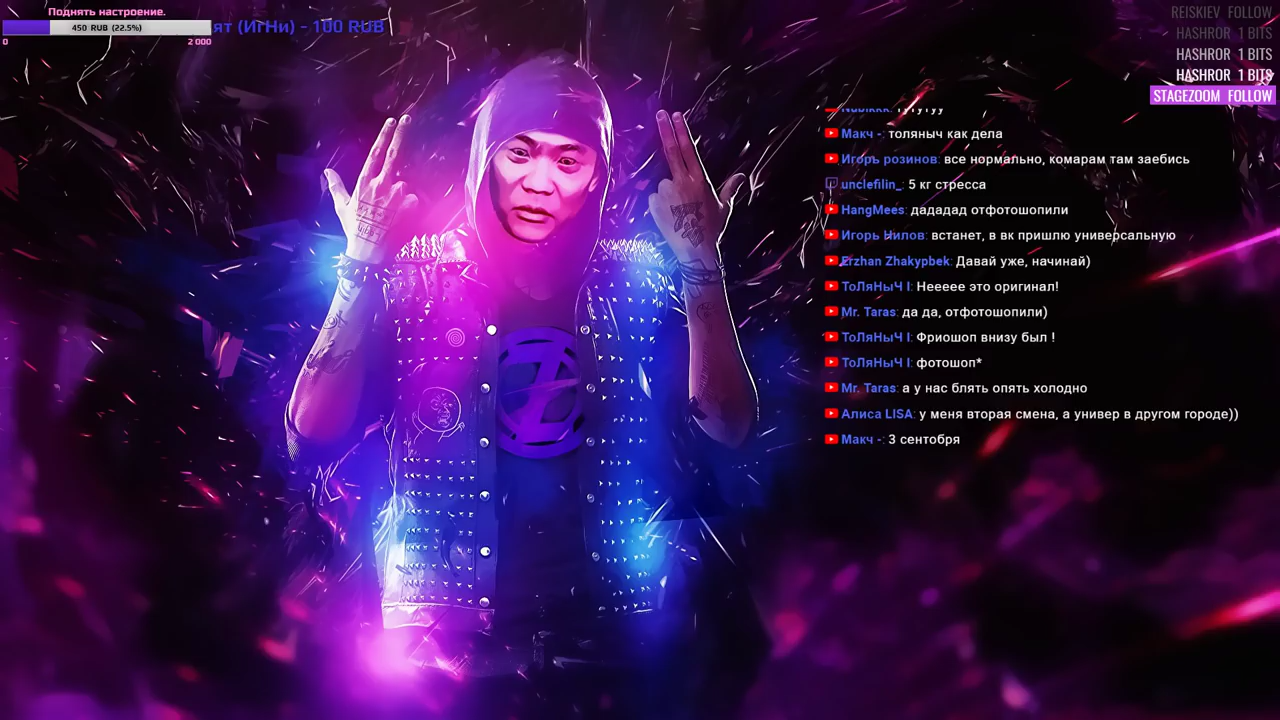 Поднять настроение.
450 RUB (22.5%)
0 2 000
ят (ИгНи) - 100 RUB
REISKIEV FOLLOW
HASHROR 1 BITS
HASHROR 1 BITS
HASHROR 1 BITS
STAGEZOOM FOLLOW
Макч -: толяныч как дела
Игорь розинов: все нормально, комарам там заебись
unclefilin_: 5 кг стресса
HangMees: дададад отфотошопили
Игорь Нилов: встанет, в вк пришлю универсальную
Erzhan Zhakypbek: Давай уже, начинай)
ТоЛяНыЧ I: Неееее это оригинал!
Mr. Taras: да да, отфотошопили)
ТоЛяНыЧ I: Фриошоп внизу был !
ТоЛяНыЧ I: фотошоп*
Mr. Taras: а у нас блять опять холодно
Алиса LISA: у меня вторая смена, а универ в другом городе))
Макч -: 3 сентобря